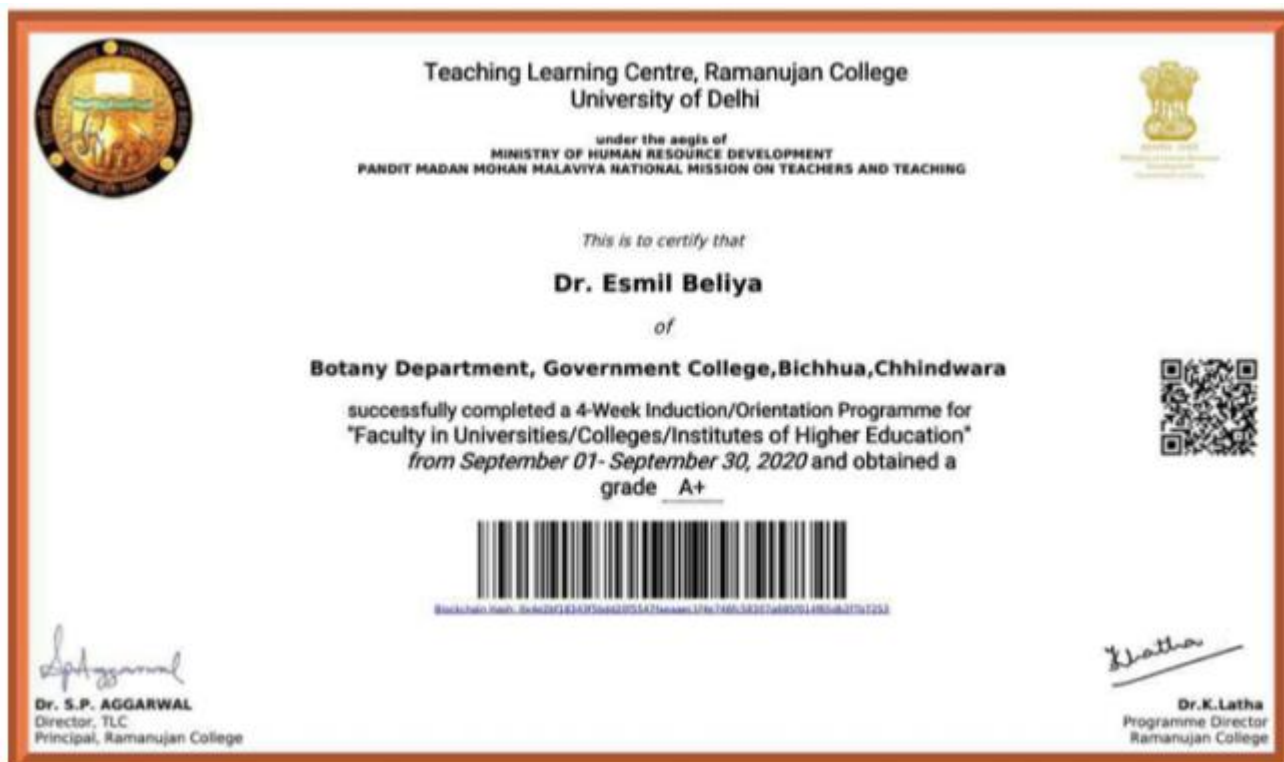 Teaching Learning Centre, Ramanujan College
University of Delhi
under the aegis of
MINISTRY OF HUMAN RESOURCE DEVELOPMENT
PANDIT MADAN MOHAN MALAVIYA NATIONAL MISSION ON TEACHERS AND TEACHING
This is to certify that
Dr. Esmil Beliya
of
Botany Department, Government College,Bichhua,Chhindwara
successfully completed a 4-Week Induction/Orientation Programme for
"Faculty in Universities/Colleges/Institutes of Higher Education"
from September 01- September 30, 2020 and obtained a
grade A+
Blockchain Hash:
Dr. S.P. AGGARWAL
Director, TLC
Principal, Ramanujan College
Dr.K.Latha
Programme Director
Ramanujan College